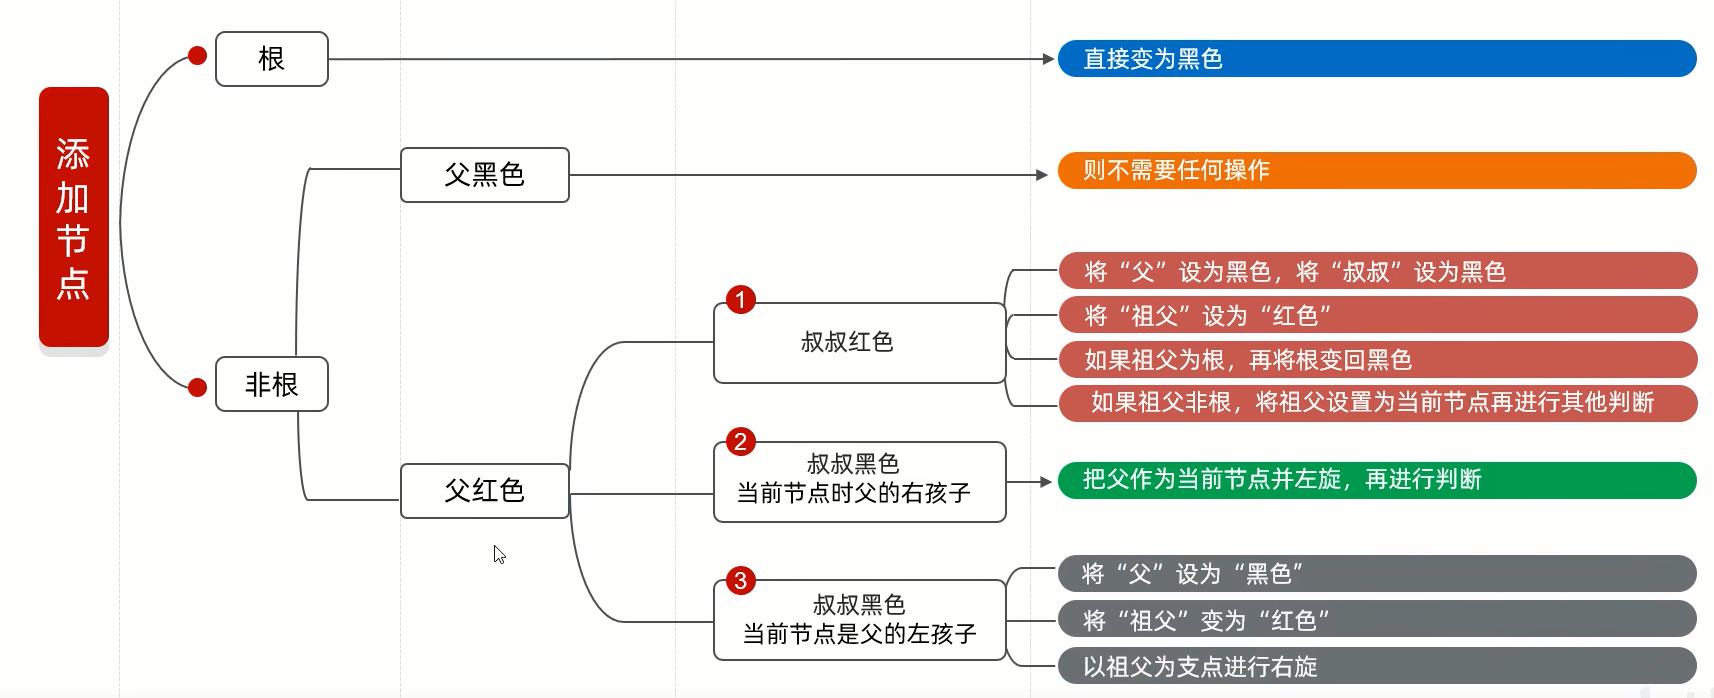 添加节点
根
直接变为黑色
非根
父黑色
则不需要任何操作
父红色
1
叔叔红色
将“父”设为黑色，将“叔叔”设为黑色
将“祖父”设为“红色”
如果祖父为根，再将根变回黑色
如果祖父非根，将祖父设置为当前节点再进行其他判断
2
叔叔黑色
当前节点时父的右孩子
把父作为当前节点并左旋，再进行判断
3
叔叔黑色
当前节点是父的左孩子
将“父”设为“黑色”
将“祖父”变为“红色”
以祖父为支点进行右旋